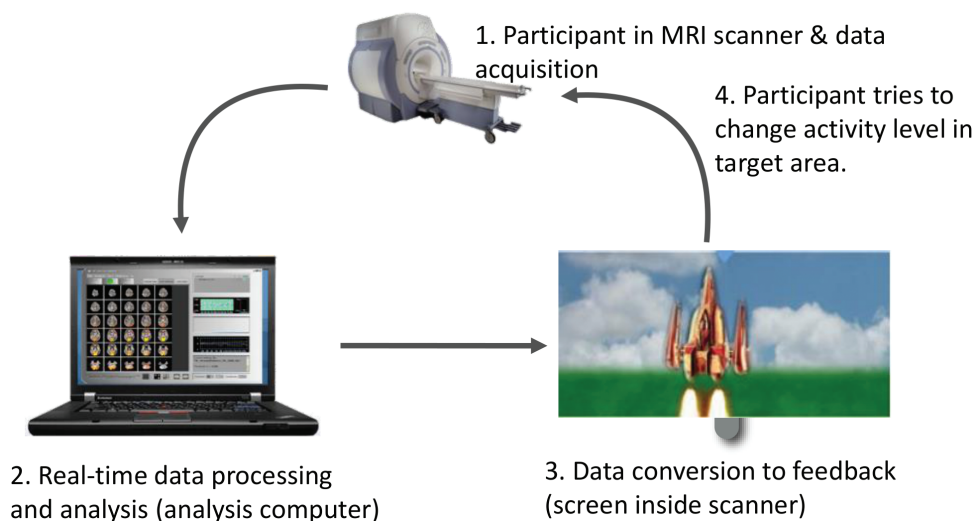 1. Participant in MRI scanner & data
acquisition
4. Participant tries to
change activity level in
target area.
2. Real-time data processing
and analysis (analysis computer)
3. Data conversion to feedback
(screen inside scanner)